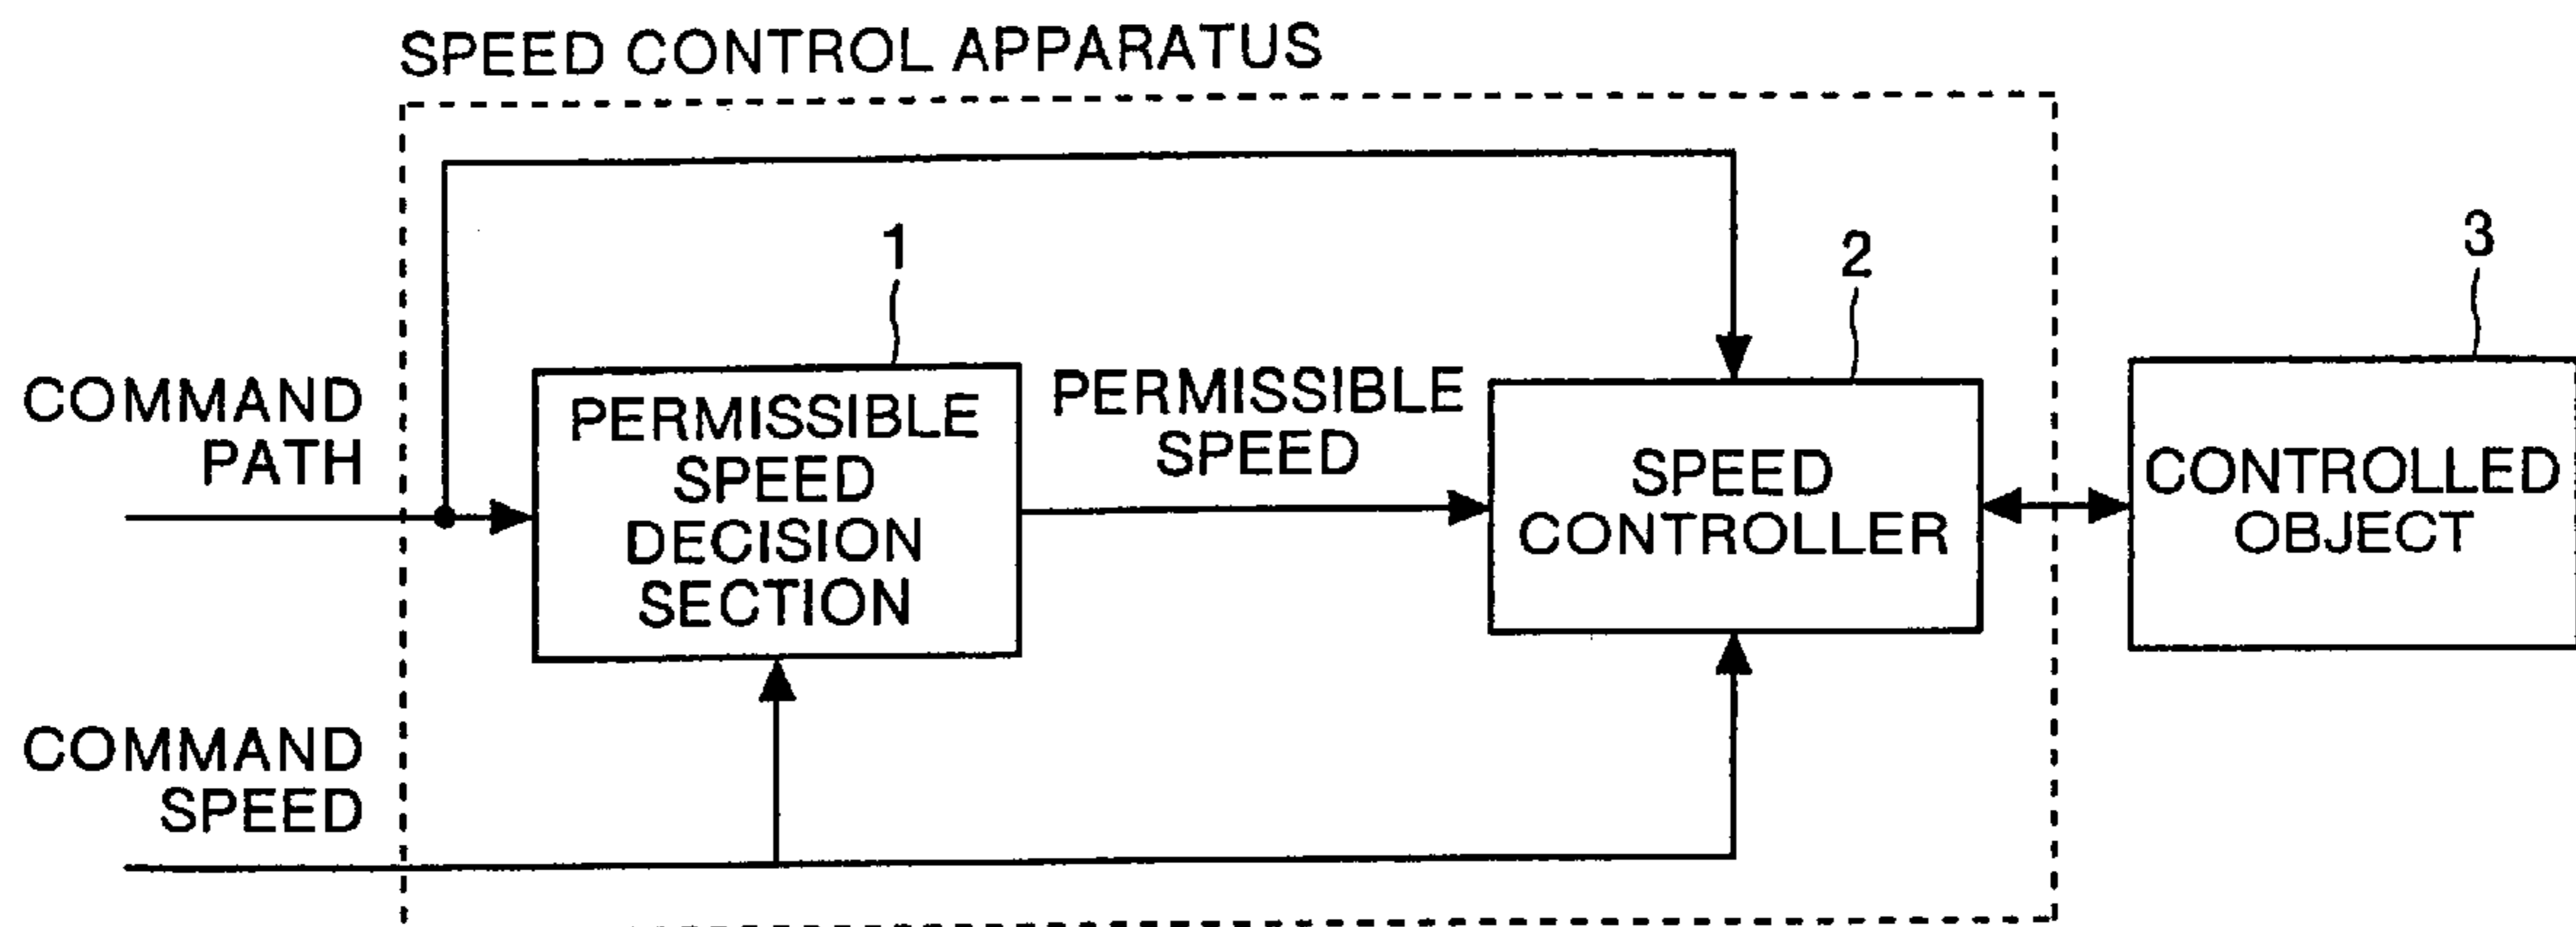 SPEED CONTROL APPARATUS
1
2
3
COMMAND
PATH
PERMISSIBLE
SPEED
DECISION
SECTION
PERMISSIBLE
SPEED
SPEED
CONTROLLER
CONTROLLED
OBJECT
COMMAND
SPEED